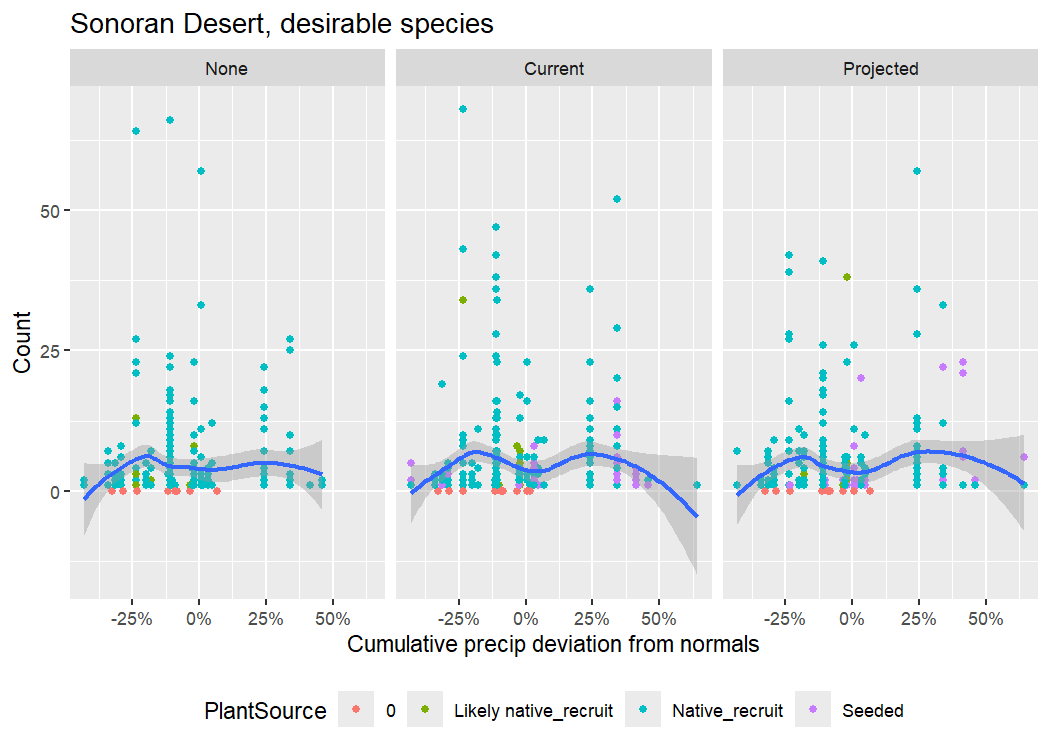 Sonoran Desert, desirable species
None Current Projected
Count
50
25
0
-25% 0% 25% 50% -25% 0% 25% 50% -25% 0% 25% 50%
Cumulative precip deviation from normals
PlantSource 0 Likely native_recruit Native_recruit Seeded